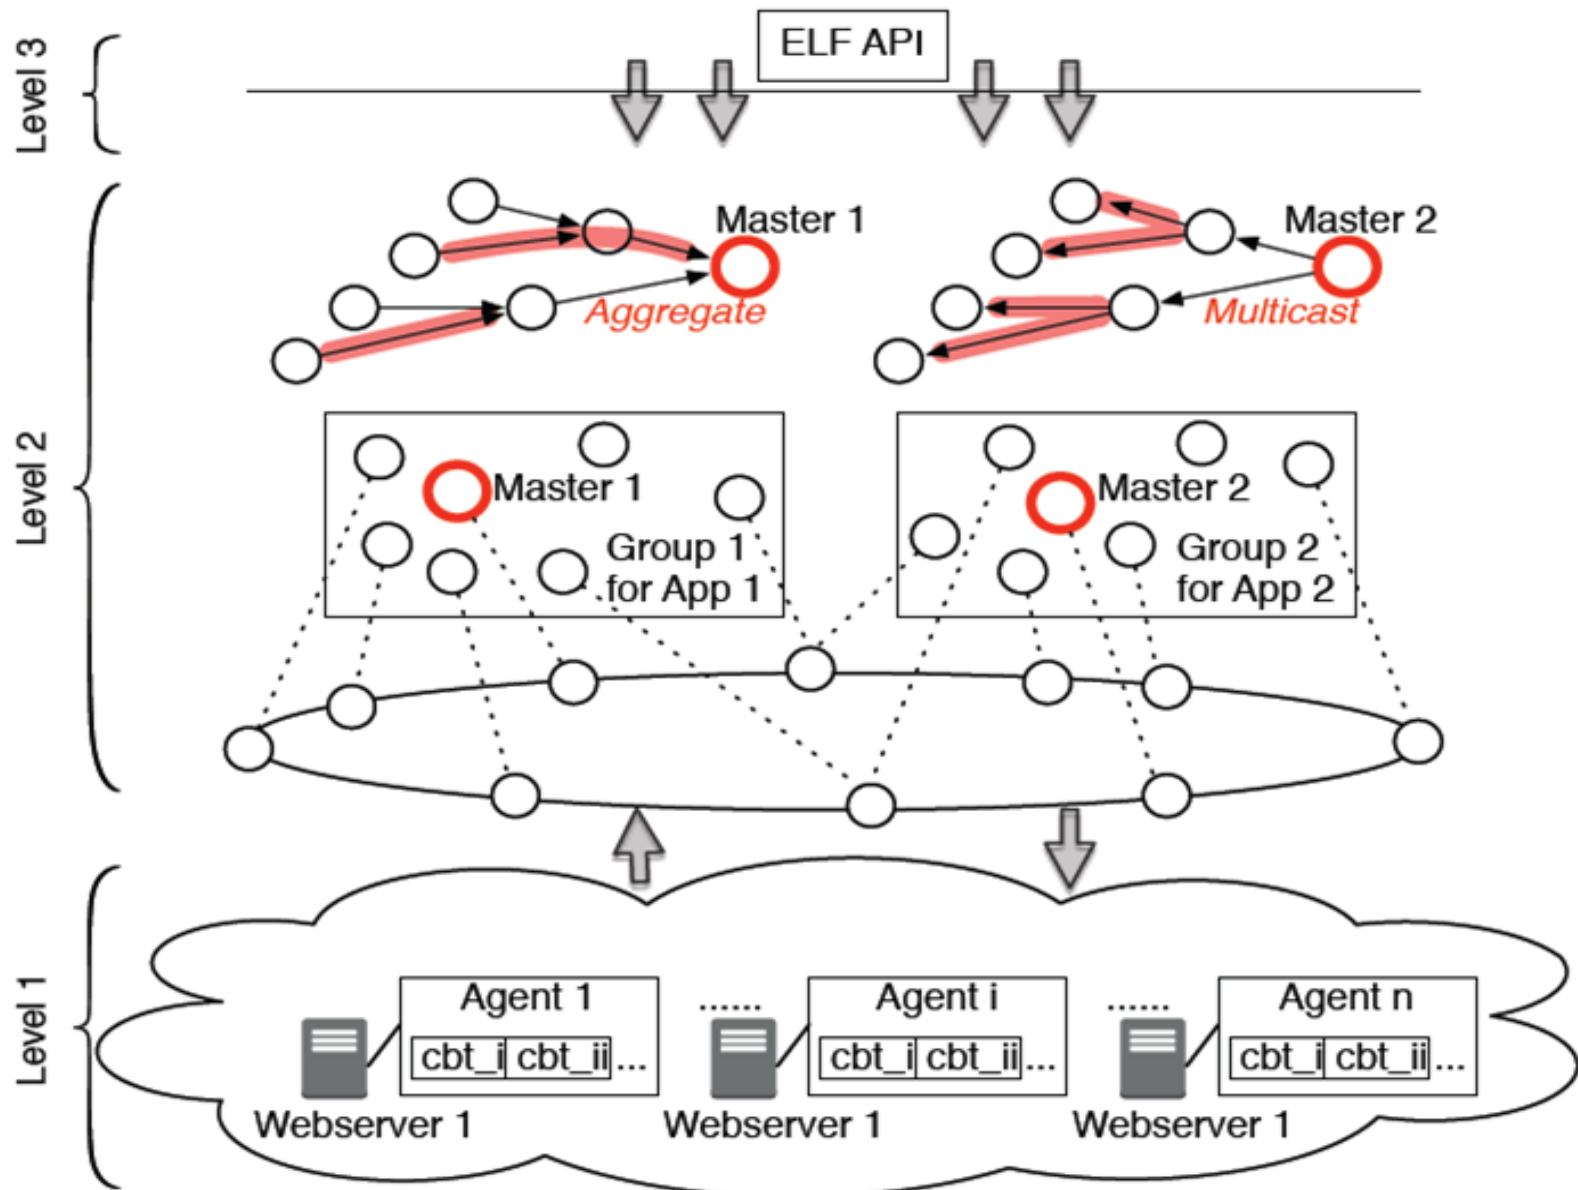 Level 3
ELF API
Level 2
Master 1
Master 2
Aggregate
Multicast
Master 1
Group 1
for App 1
Master 2
Group 2
for App 2
Level 1
Agent 1
cbt_i cbt_ii ...
Webserver 1
......
Agent i
cbt_i cbt_ii ...
Webserver 1
......
Agent n
cbt_i cbt_ii ...
Webserver 1